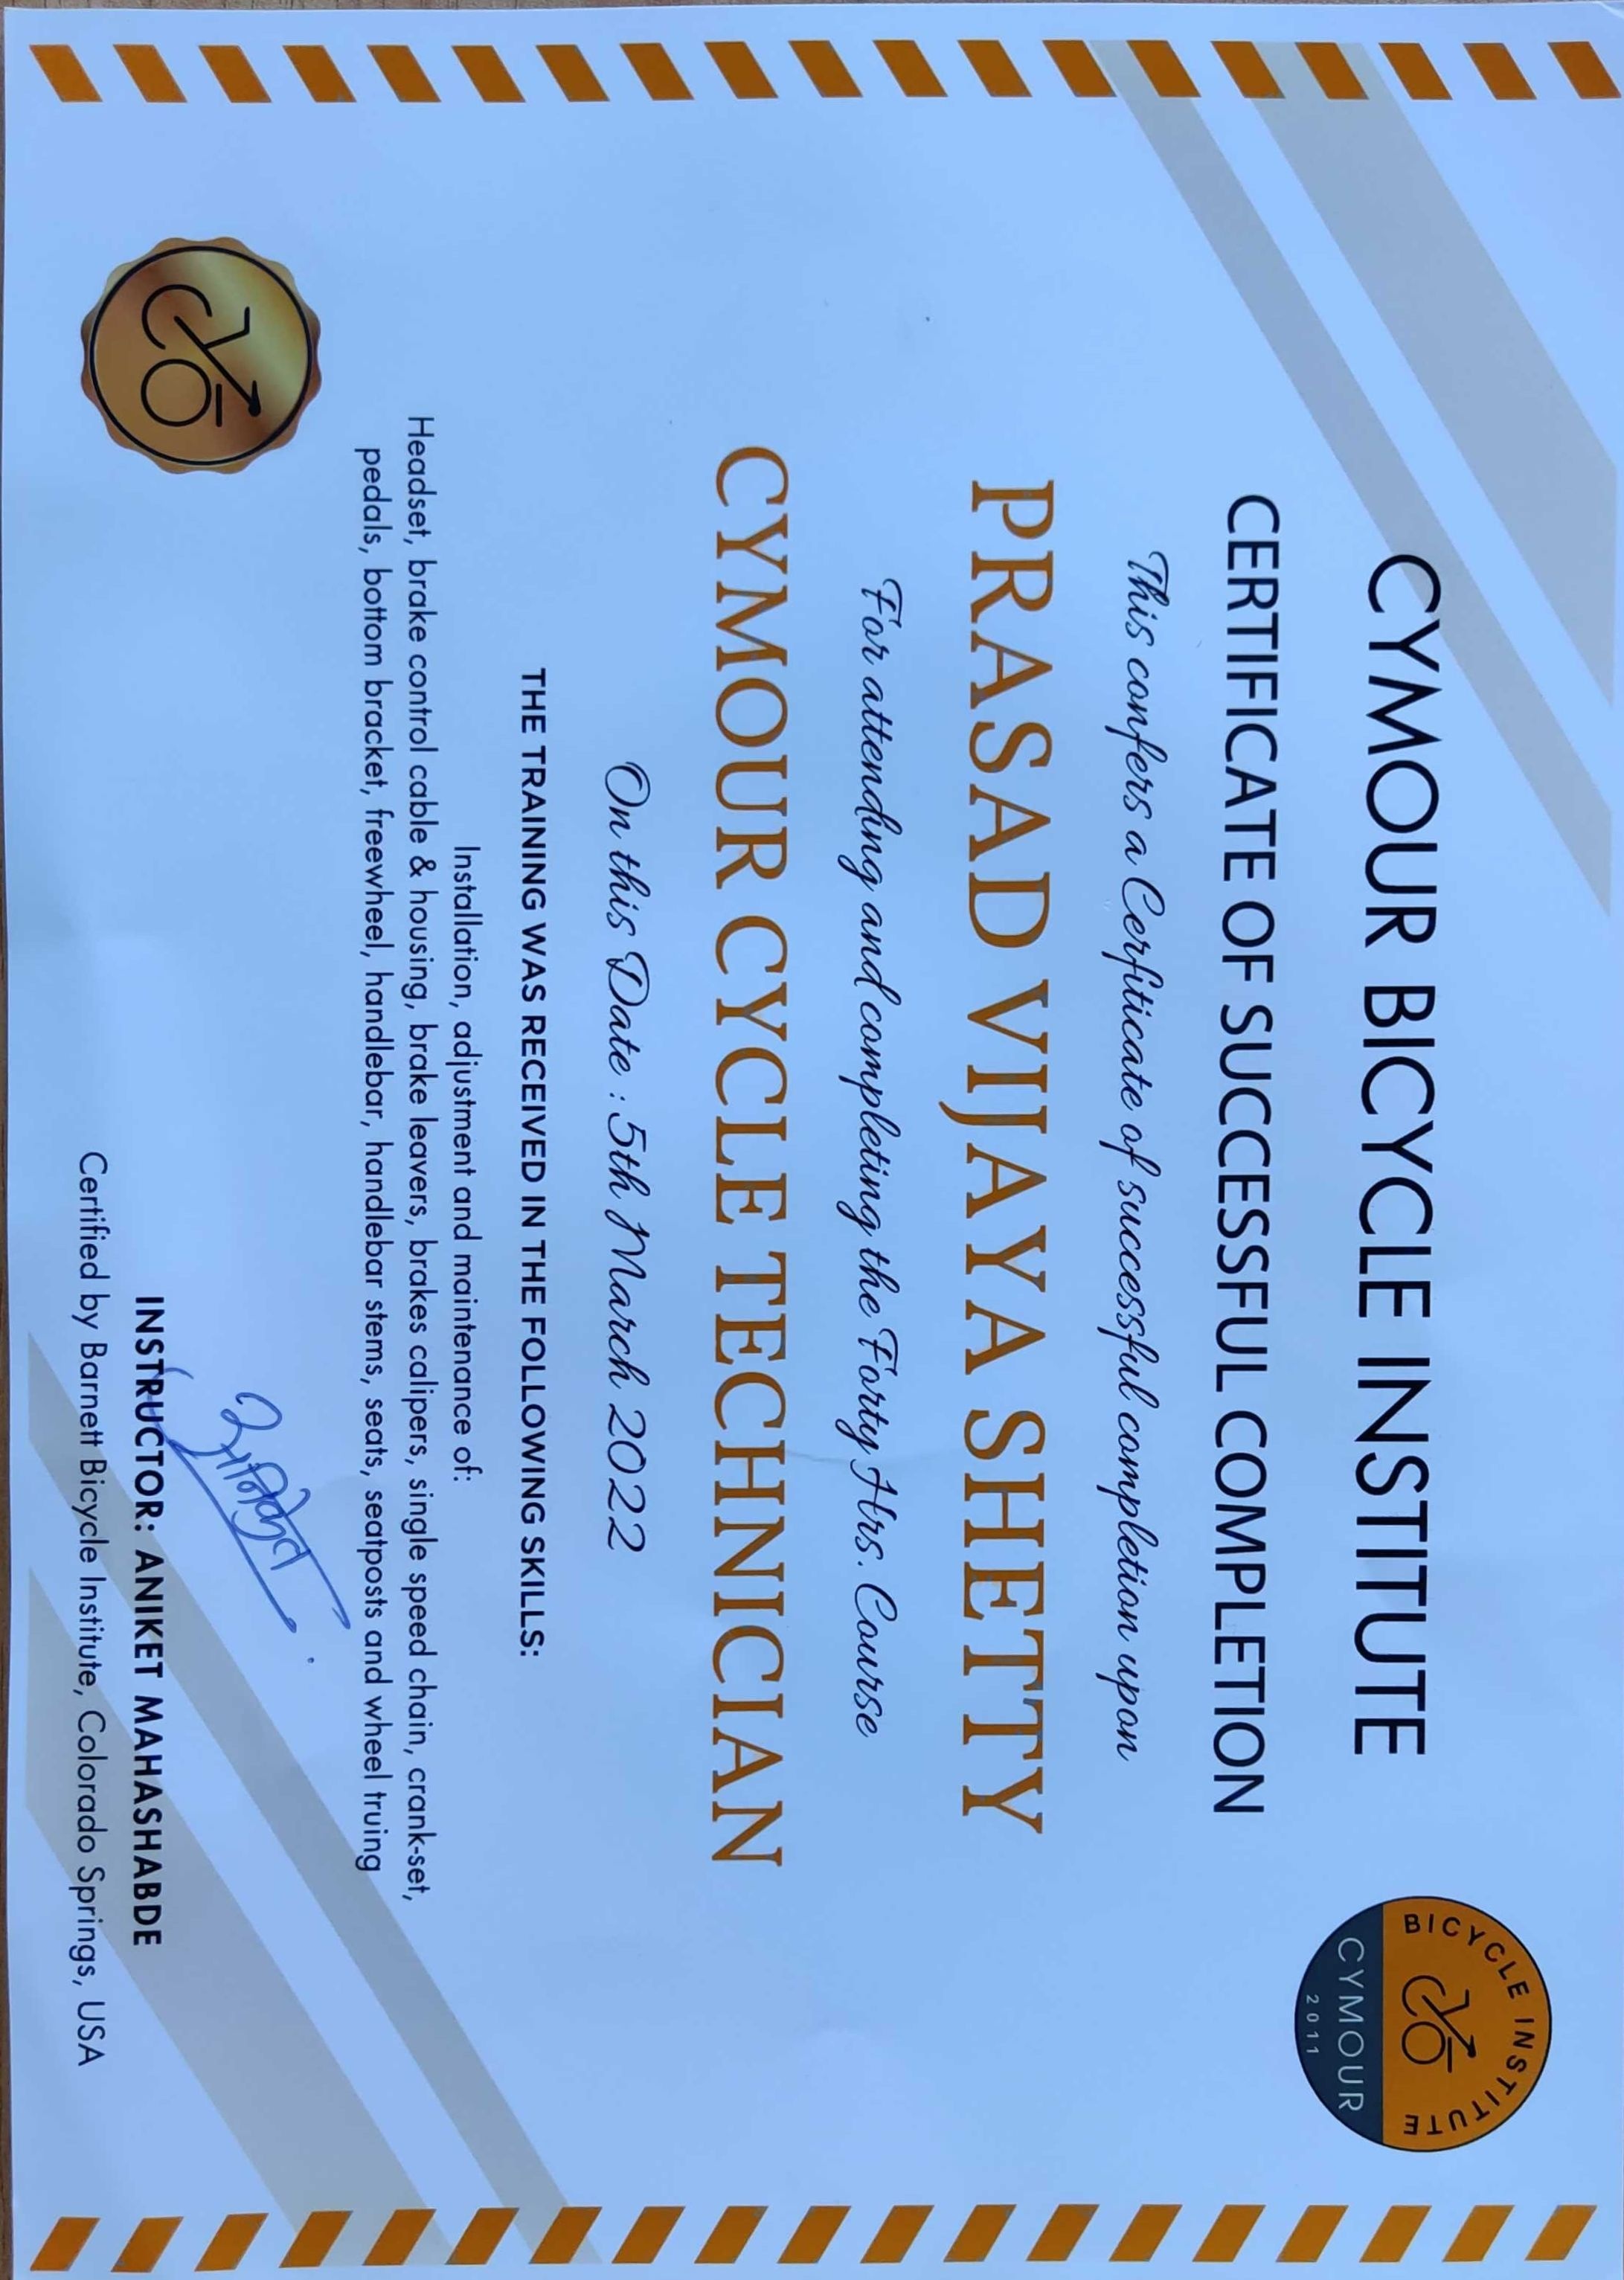 BICYCLE INSTITUTE
CYMOUR
2011
CYMOUR BICYCLE INSTITUTE
CERTIFICATE OF SUCCESSFUL COMPLETION
This confers a Cerfiticate of successful completion upon
PRASAD VIJAYA SHETTY
For attending and completing the Forty Hrs. Course
CYMOUR CYCLE TECHNICIAN
On this Date : 5th March 2022
THE TRAINING WAS RECEIVED IN THE FOLLOWING SKILLS:
Installation, adjustment and maintenance of:
Headset, brake control cable & housing, brake leavers, brakes calipers, single speed chain, crank-set,
pedals, bottom bracket, freewheel, handlebar, handlebar stems, seats, seatposts and wheel truing
अनिकेत
INSTRUCTOR: ANIKET MAHASHABDE
Certified by Barnett Bicycle Institute, Colorado Springs, USA